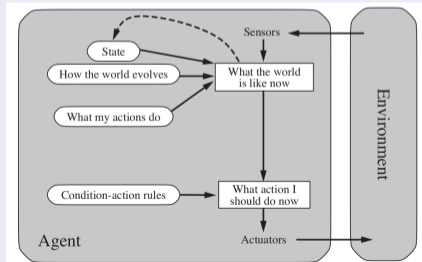 Sensors
State
How the world evolves
What the world
is like now
What my actions do
Environment
Condition-action rules
What action I
should do now
Agent
Actuators